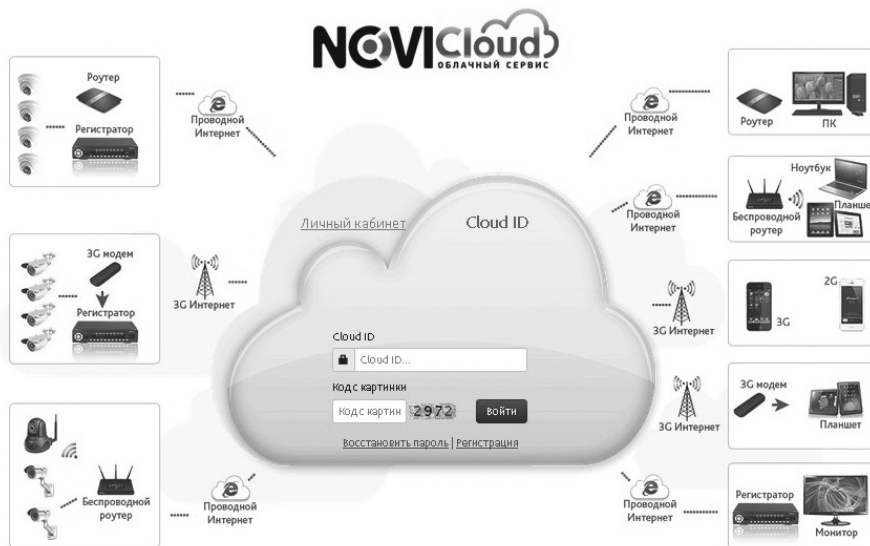 NOVICloud
ОБЛАЧНЫЙ СЕРВИС
Роутер
Регистратор
Проводной
Интернет
3G модем
Регистратор
3G Интернет
Беспроводной
роутер
Проводной
Интернет
Личный кабинет
Cloud ID
Cloud ID
Cloud ID...
Код с картинки
Код с картин
2972
Войти
Восстановить пароль | Регистрация
Проводной
Интернет
Роутер
ПК
Проводной
Интернет
Ноутбук
Планше
Беспроводной
роутер
3G Интернет
2G
3G
3G Интернет
3G модем
Планшет
Проводной
Интернет
Регистратор
Монитор